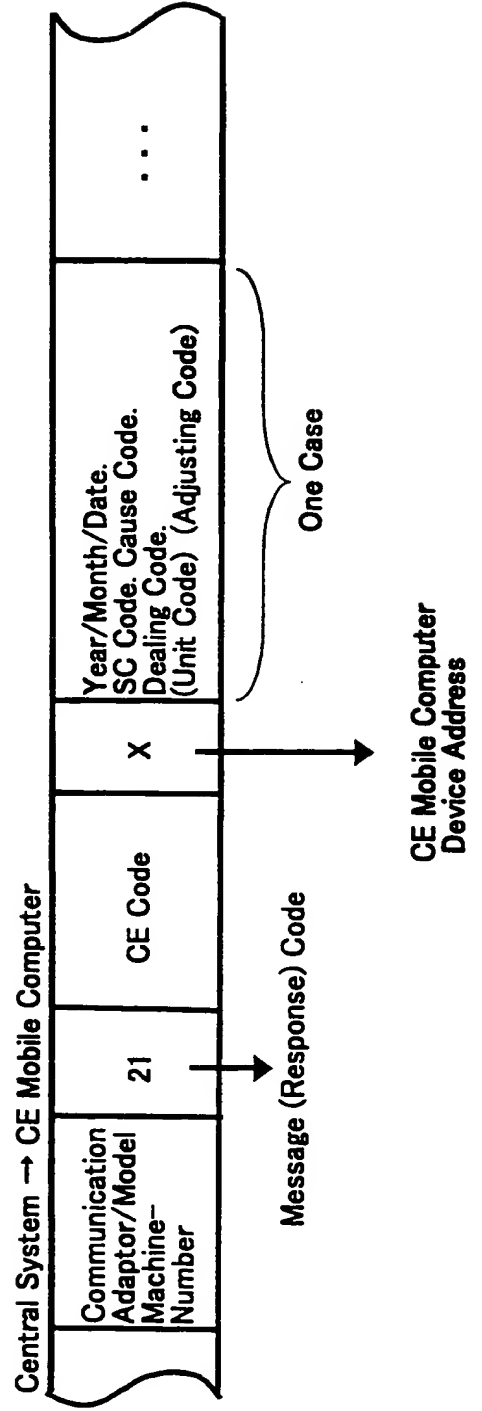 Central System → CE Mobile Computer
Communication
Adaptor/Model
Machine-
Number
21
CE Code
X
Year/Month/Date.
SC Code. Cause Code.
Dealing Code.
(Unit Code) (Adjusting Code)
...
Message (Response) Code
CE Mobile Computer
Device Address
One Case